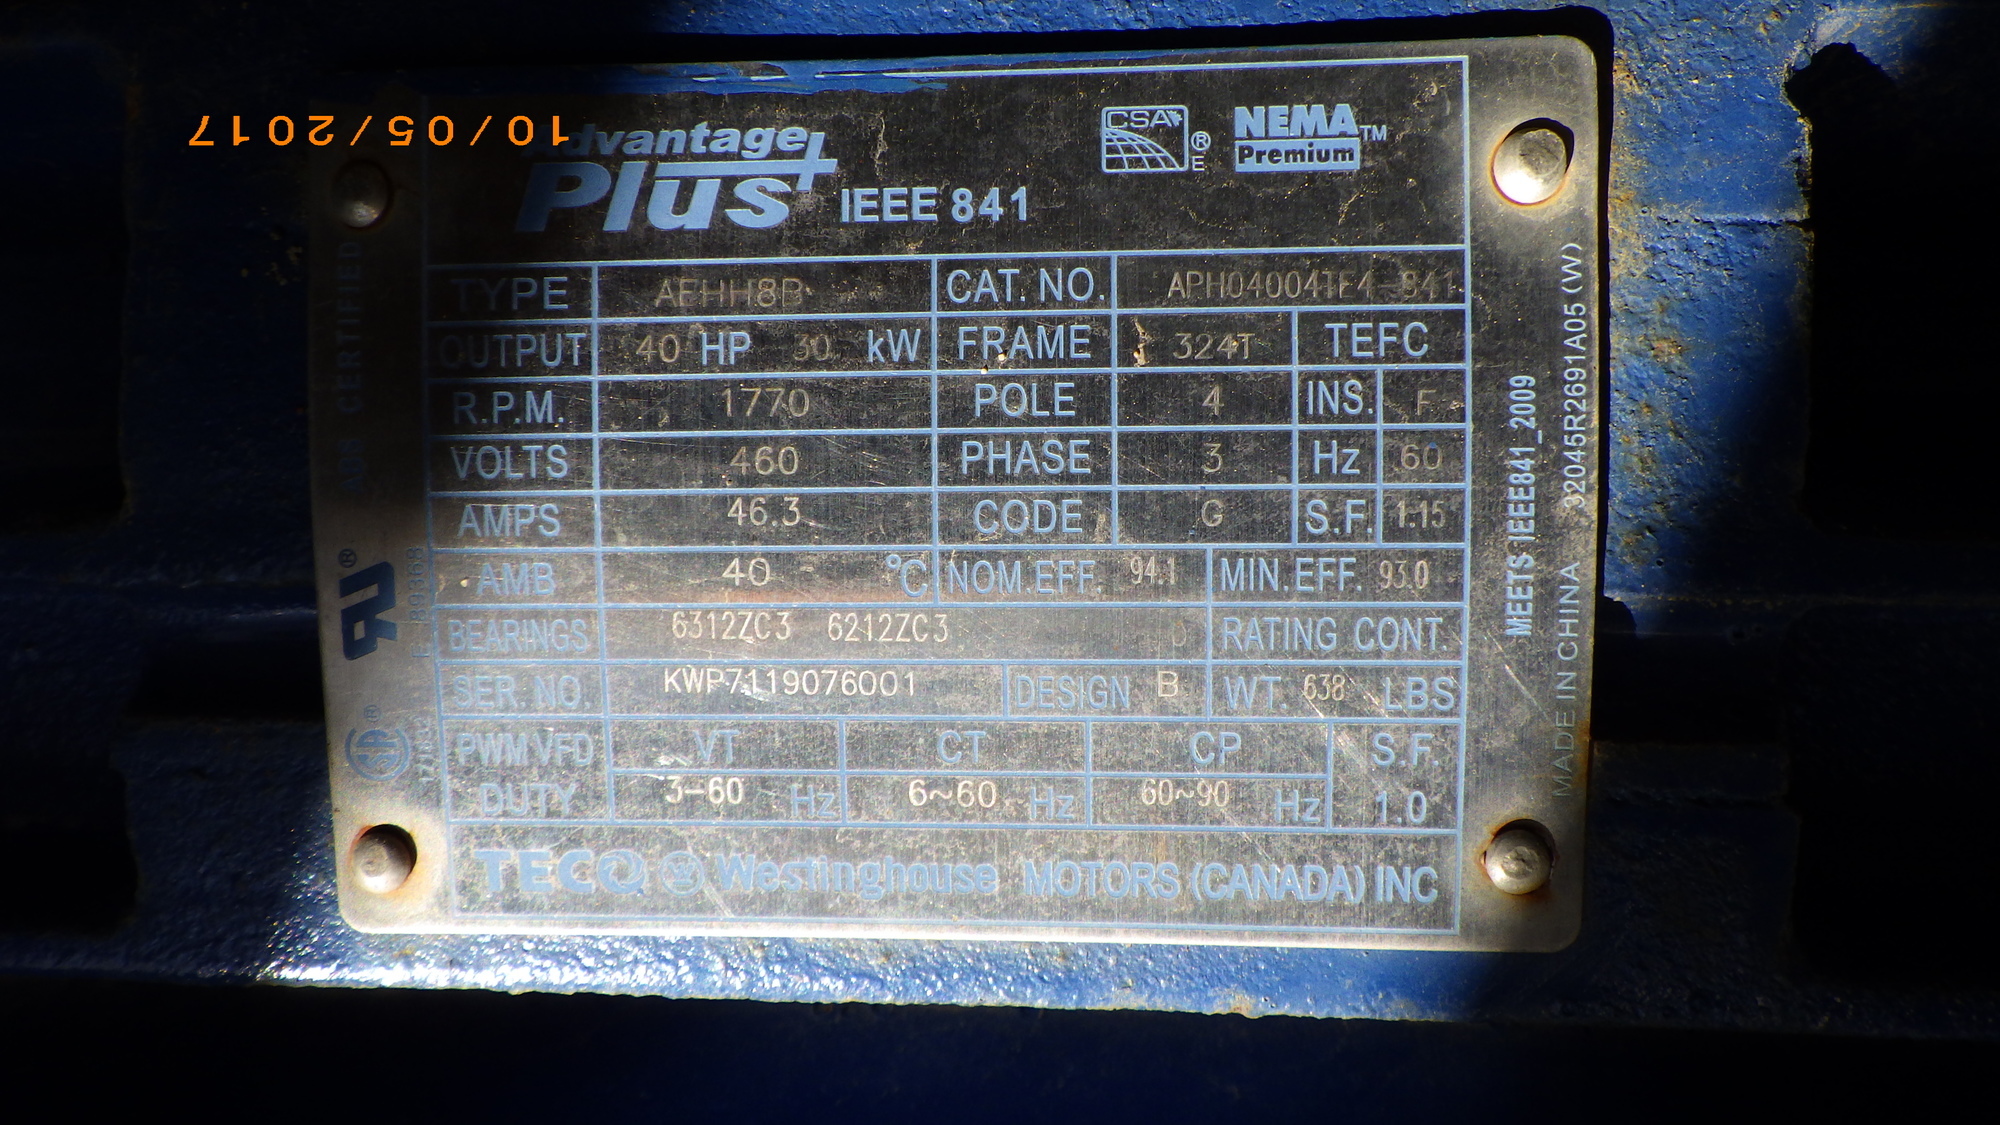 10/05/2017
Advantage
Plus+ IEEE 841
CSA ® E
NEMA™
Premium
TYPE AEHH8B CAT. NO. APH04004TE4-841
OUTPUT 40 HP 30 kW FRAME 324T TEFC
R.P.M. 1770 POLE 4 INS. F
VOLTS 460 PHASE 3 Hz 60
AMPS 46.3 CODE G S.F. 1.15
AMB 40 °C NOM.EFF. 94.1 MIN.EFF. 93.0
BEARINGS 6312ZC3 6212ZC3 RATING CONT.
SER. NO. KWP7119076001 DESIGN B WT. 638 LBS
PWM VFD VT CT CP S.F.
DUTY 3-60 Hz 6~60 Hz 60~90 Hz 1.0
TECO Westinghouse MOTORS (CANADA) INC
CERTIFIED
MEETS IEEE841_2009
MADE IN CHINA 32045R2691A05 (W)